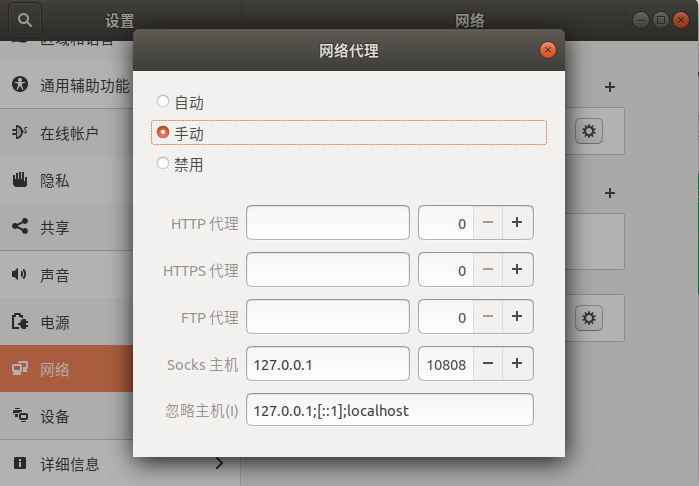 设置
网络
区域和语言
通用辅助功能
在线帐户
隐私
共享
声音
电源
网络
设备
详细信息
网络代理
自动
手动
禁用
HTTP 代理 0
HTTPS 代理 0
FTP 代理 0
Socks 主机 127.0.0.1 10808
忽略主机(I) 127.0.0.1;[::1];localhost